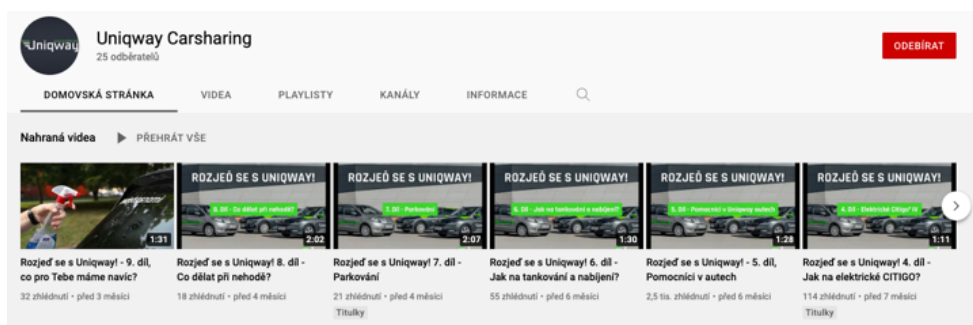 Uniqway
Uniqway Carsharing
25 odběratelů
ODEBÍRAT
DOMOVSKÁ STRÁNKA VIDEA PLAYLISTY KANÁLY INFORMACE
Nahraná videa PŘEHRÁT VŠE
1:31
ROZJEĎ SE S UNIQWAY!
8. Díl - Co dělat při nehodě?
2:02
ROZJEĎ SE S UNIQWAY!
7. Díl - Parkování
2:07
ROZJEĎ SE S UNIQWAY!
6. Díl - Jak na tankování a nabíjení?
1:30
ROZJEĎ SE S UNIQWAY!
5. Díl - Pomocníci v Uniqway autech
1:28
ROZJEĎ SE S UNIQWAY!
4. Díl - Elektrické CITIGOe iV
1:11
Rozjeď se s Uniqway! - 9. díl,
co pro Tebe máme navíc?
32 zhlédnutí • před 3 měsíci
Rozjeď se s Uniqway! 8. díl -
Co dělat při nehodě?
18 zhlédnutí • před 4 měsíci
Rozjeď se s Uniqway! 7. díl -
Parkování
21 zhlédnutí • před 4 měsíci
Titulky
Rozjeď se s Uniqway! 6. díl -
Jak na tankování a nabíjení?
55 zhlédnutí • před 6 měsíci
Rozjeď se s Uniqway! - 5. díl,
Pomocníci v autech
2,5 tis. zhlédnutí • před 6 měsíci
Rozjeď se s Uniqway! 4. díl -
Jak na elektrické CITIGO?
114 zhlédnutí • před 7 měsíci
Titulky